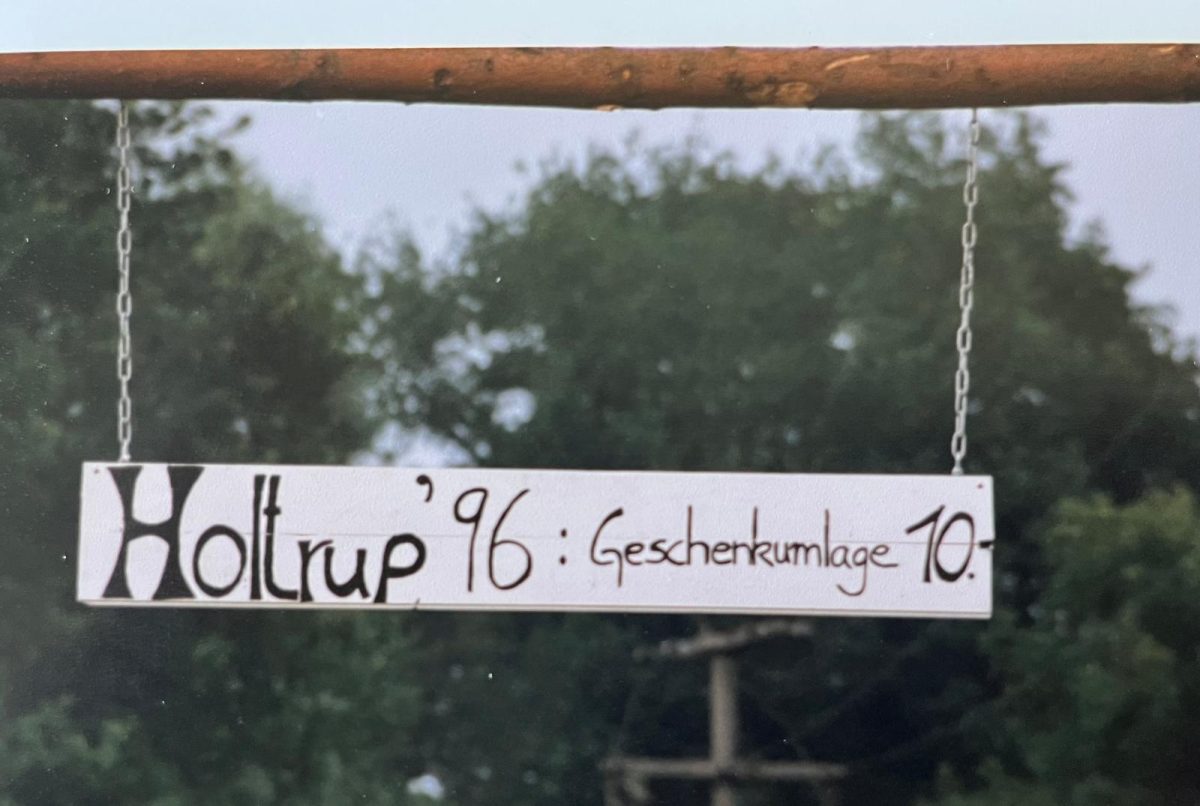 Holtrup '96 : Geschenkumlage 10.-